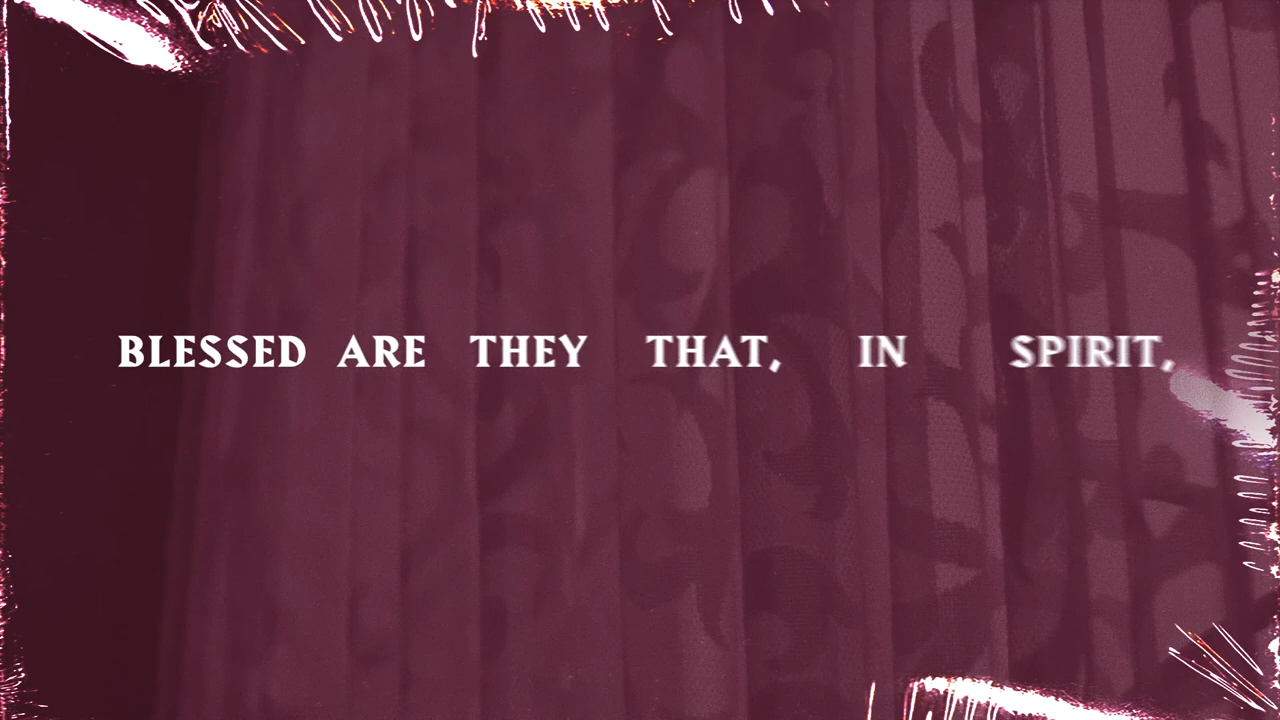 BLESSED ARE THEY THAT, IN SPIRIT,